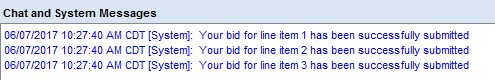 Chat and System Messages
06/07/2017 10:27:40 AM CDT [System]: Your bid for line item 1 has been successfully submitted
06/07/2017 10:27:40 AM CDT [System]: Your bid for line item 2 has been successfully submitted
06/07/2017 10:27:40 AM CDT [System]: Your bid for line item 3 has been successfully submitted